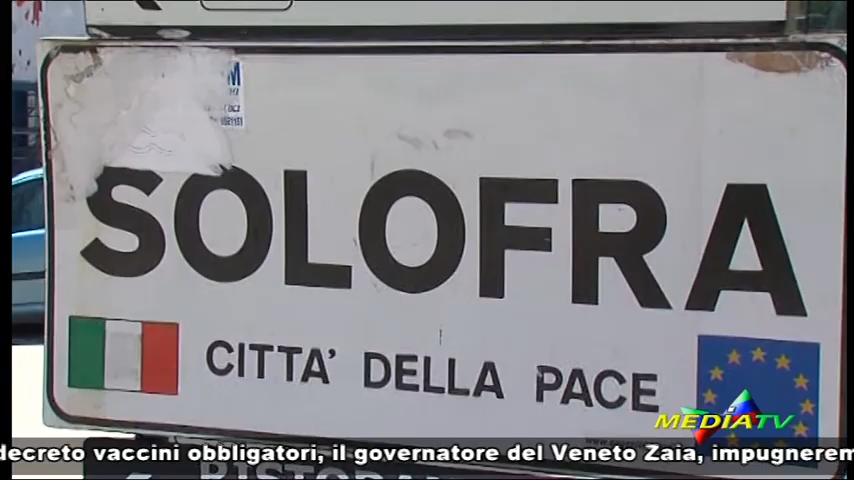 SOLOFRA
CITTA' DELLA PACE
MEDIATV
decreto vaccini obbligatori, il governatore del Veneto Zaia, impugnerem